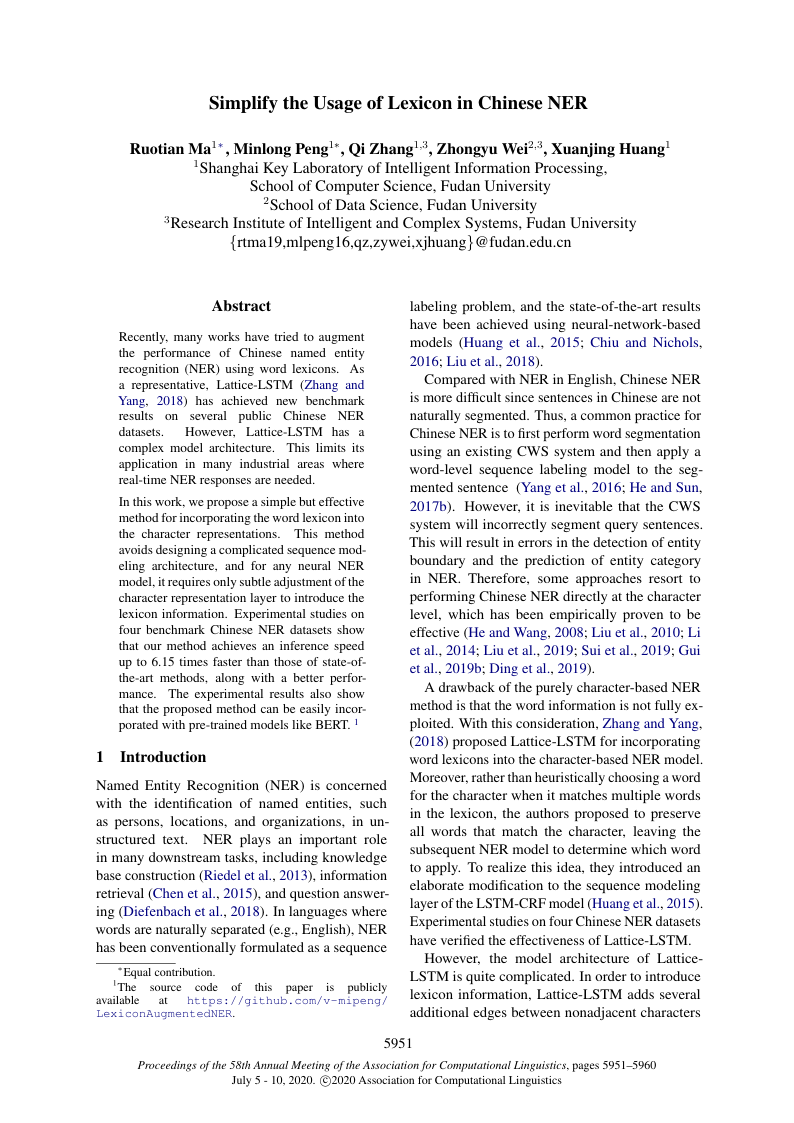 Simplify the Usage of Lexicon in Chinese NER
Ruotian Ma1∗, Minlong Peng1∗, Qi Zhang1,3, Zhongyu Wei2,3, Xuanjing Huang1
1Shanghai Key Laboratory of Intelligent Information Processing,
School of Computer Science, Fudan University
2School of Data Science, Fudan University
3Research Institute of Intelligent and Complex Systems, Fudan University
{rtma19,mlpeng16,qz,zywei,xjhuang}@fudan.edu.cn
Abstract
Recently, many works have tried to augment
the performance of Chinese named entity
recognition (NER) using word lexicons. As
a representative, Lattice-LSTM (Zhang and
Yang, 2018) has achieved new benchmark
results on several public Chinese NER
datasets. However, Lattice-LSTM has a
complex model architecture. This limits its
application in many industrial areas where
real-time NER responses are needed.
In this work, we propose a simple but effective
method for incorporating the word lexicon into
the character representations. This method
avoids designing a complicated sequence mod-
eling architecture, and for any neural NER
model, it requires only subtle adjustment of the
character representation layer to introduce the
lexicon information. Experimental studies on
four benchmark Chinese NER datasets show
that our method achieves an inference speed
up to 6.15 times faster than those of state-of-
the-art methods, along with a better perfor-
mance. The experimental results also show
that the proposed method can be easily incor-
porated with pre-trained models like BERT. 1
1 Introduction
Named Entity Recognition (NER) is concerned
with the identification of named entities, such
as persons, locations, and organizations, in un-
structured text. NER plays an important role
in many downstream tasks, including knowledge
base construction (Riedel et al., 2013), information
retrieval (Chen et al., 2015), and question answer-
ing (Diefenbach et al., 2018). In languages where
words are naturally separated (e.g., English), NER
has been conventionally formulated as a sequence
∗Equal contribution.
1The source code of this paper is publicly
available at https://github.com/v-mipeng/
LexiconAugmentedNER.
labeling problem, and the state-of-the-art results
have been achieved using neural-network-based
models (Huang et al., 2015; Chiu and Nichols,
2016; Liu et al., 2018).
Compared with NER in English, Chinese NER
is more difficult since sentences in Chinese are not
naturally segmented. Thus, a common practice for
Chinese NER is to first perform word segmentation
using an existing CWS system and then apply a
word-level sequence labeling model to the seg-
mented sentence (Yang et al., 2016; He and Sun,
2017b). However, it is inevitable that the CWS
system will incorrectly segment query sentences.
This will result in errors in the detection of entity
boundary and the prediction of entity category
in NER. Therefore, some approaches resort to
performing Chinese NER directly at the character
level, which has been empirically proven to be
effective (He and Wang, 2008; Liu et al., 2010; Li
et al., 2014; Liu et al., 2019; Sui et al., 2019; Gui
et al., 2019b; Ding et al., 2019).
A drawback of the purely character-based NER
method is that the word information is not fully ex-
ploited. With this consideration, Zhang and Yang,
(2018) proposed Lattice-LSTM for incorporating
word lexicons into the character-based NER model.
Moreover, rather than heuristically choosing a word
for the character when it matches multiple words
in the lexicon, the authors proposed to preserve
all words that match the character, leaving the
subsequent NER model to determine which word
to apply. To realize this idea, they introduced an
elaborate modification to the sequence modeling
layer of the LSTM-CRF model (Huang et al., 2015).
Experimental studies on four Chinese NER datasets
have verified the effectiveness of Lattice-LSTM.
However, the model architecture of Lattice-
LSTM is quite complicated. In order to introduce
lexicon information, Lattice-LSTM adds several
additional edges between nonadjacent characters
5951
Proceedings of the 58th Annual Meeting of the Association for Computational Linguistics, pages 5951–5960
July 5 - 10, 2020. ©2020 Association for Computational Linguistics